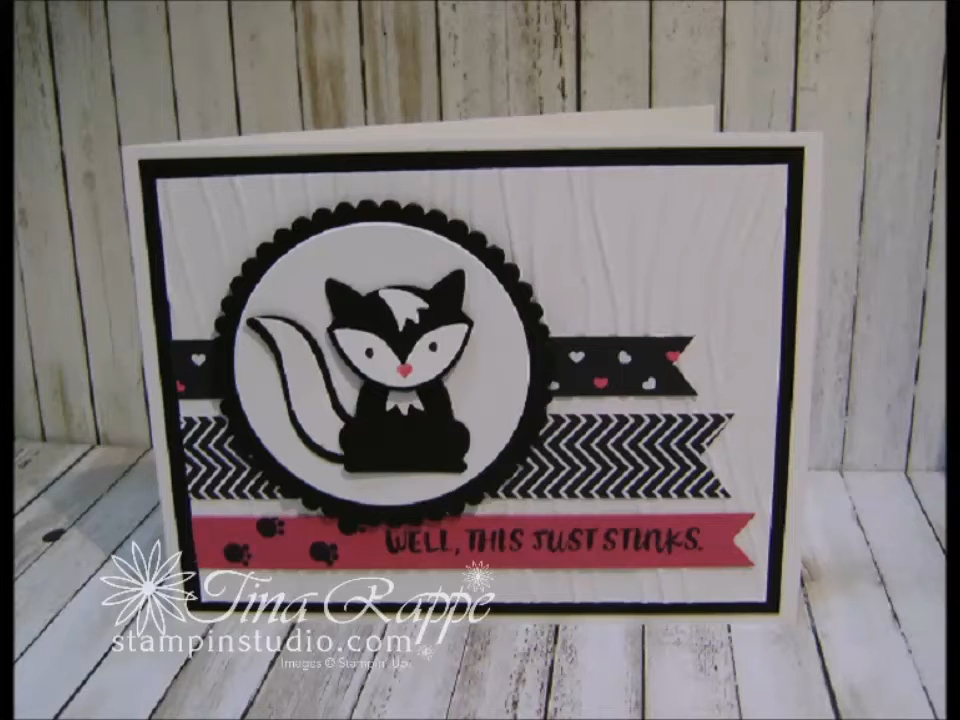 WELL, THIS JUST STINKS.
Tina Rappe
stampinstudio.com
Images © Stampin' Up!